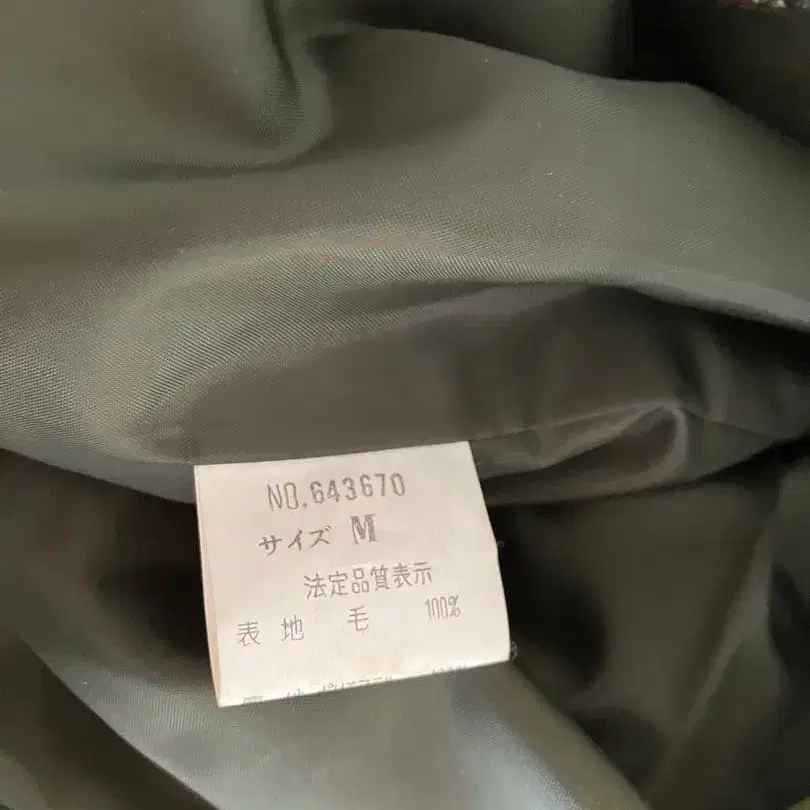 NO.643670
サイズ M
法定品質表示
表地 毛 100%